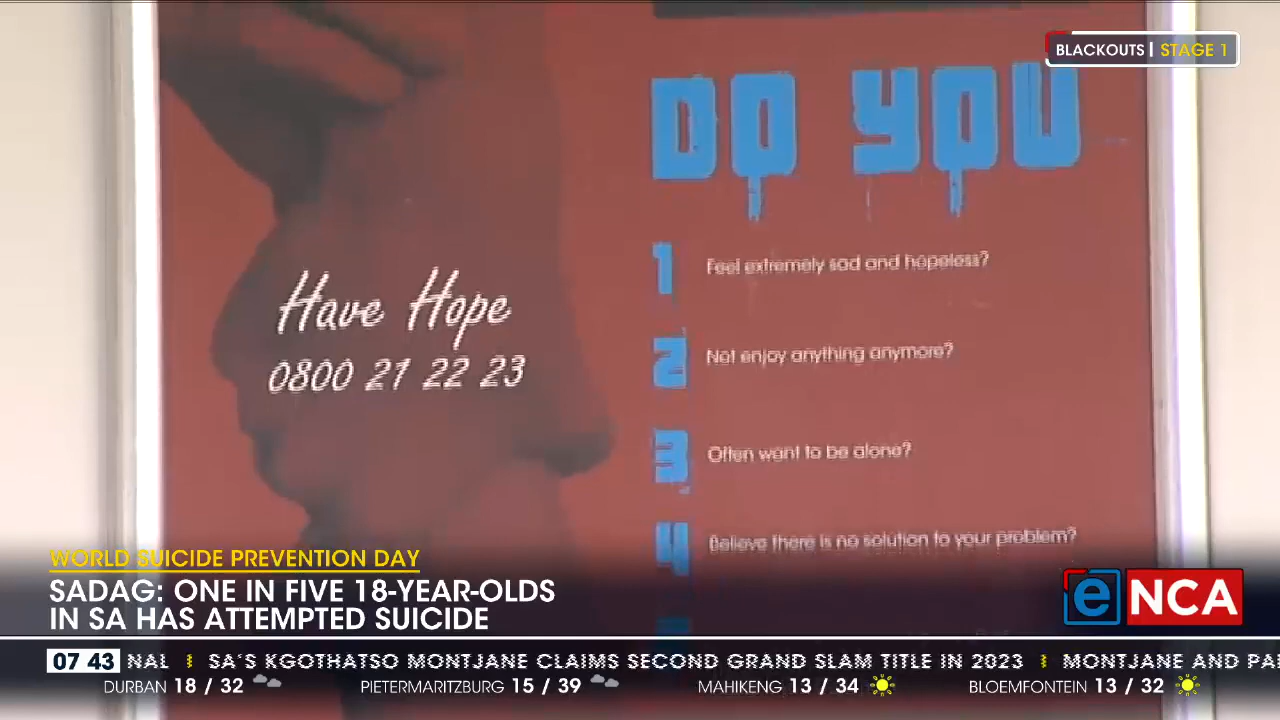 BLACKOUTS | STAGE 1
DO YOU
1 Feel extremely sad and hopeless?
Have Hope
0800 21 22 23
2 Not enjoy anything anymore?
3 Often want to be alone?
4 Believe there is no solution to your problem?
WORLD SUICIDE PREVENTION DAY
SADAG: ONE IN FIVE 18-YEAR-OLDS
IN SA HAS ATTEMPTED SUICIDE
eNCA
07 43 NAL SA'S KGOTHATSO MONTJANE CLAIMS SECOND GRAND SLAM TITLE IN 2023 MONTJANE AND
DURBAN 18 / 32 PIETERMARITZBURG 15 / 39 MAHIKENG 13 / 34 BLOEMFONTEIN 13 / 32